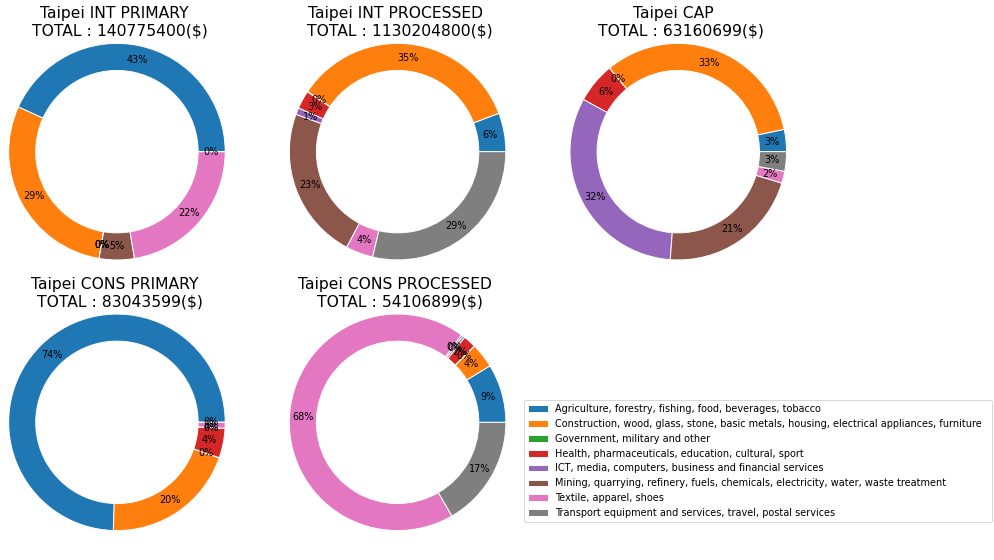 Taipei INT PRIMARY
TOTAL : 140775400($)
43%
0%
29%
22%
0%
5%
Taipei INT PROCESSED
TOTAL : 1130204800($)
35%
0%
3%
1%
6%
23%
29%
4%
Taipei CAP
TOTAL : 63160699($)
33%
0%
6%
3%
3%
2%
32%
21%
Taipei CONS PRIMARY
TOTAL : 83043599($)
74%
0%
4%
0%
20%
Taipei CONS PROCESSED
TOTAL : 54106899($)
0%
4%
9%
68%
17%
Agriculture, forestry, fishing, food, beverages, tobacco
Construction, wood, glass, stone, basic metals, housing, electrical appliances, furniture
Government, military and other
Health, pharmaceuticals, education, cultural, sport
ICT, media, computers, business and financial services
Mining, quarrying, refinery, fuels, chemicals, electricity, water, waste treatment
Textile, apparel, shoes
Transport equipment and services, travel, postal services